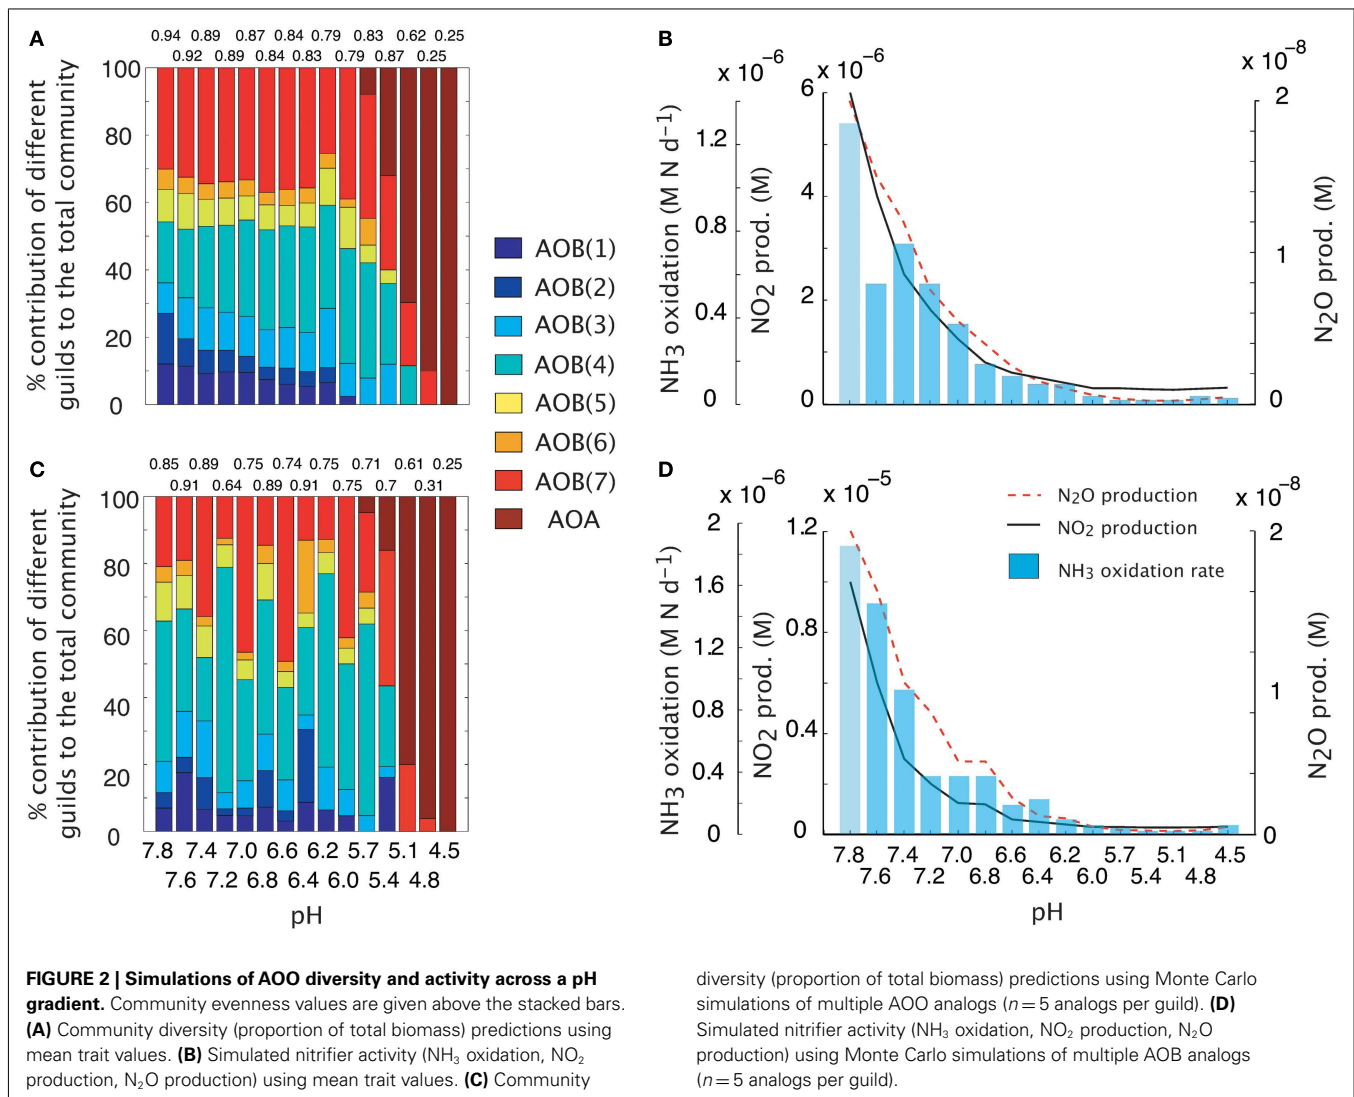 A
0.94 0.89 0.87 0.84 0.79 0.83 0.62 0.25
0.92 0.89 0.84 0.83 0.79 0.87 0.25
100
80
60
40
20
0
% contribution of different
guilds to the total community
AOB(1)
AOB(2)
AOB(3)
AOB(4)
AOB(5)
AOB(6)
AOB(7)
AOA
B
x 10⁻⁶
x 10⁻⁶
x 10⁻⁸
1.2
0.8
0.4
0
NH₃ oxidation (M N d⁻¹)
6
4
2
0
NO₂ prod. (M)
2
1
0
N₂O prod. (M)
C
0.85 0.89 0.75 0.74 0.75 0.71 0.61 0.25
0.91 0.64 0.89 0.91 0.75 0.7 0.31
100
80
60
40
20
0
% contribution of different
guilds to the total community
7.8 7.4 7.0 6.6 6.2 5.7 5.1 4.5
7.6 7.2 6.8 6.4 6.0 5.4 4.8
pH
D
x 10⁻⁶
x 10⁻⁵
x 10⁻⁸
2
1.6
1.2
0.8
0.4
0
NH₃ oxidation (M N d⁻¹)
1.2
0.8
0.4
0
NO₂ prod. (M)
N₂O production
NO₂ production
NH₃ oxidation rate
2
1
0
N₂O prod. (M)
7.8 7.4 7.0 6.6 6.2 5.7 5.1 4.5
7.6 7.2 6.8 6.4 6.0 5.4 4.8
pH
FIGURE 2 | Simulations of AOO diversity and activity across a pH
gradient. Community evenness values are given above the stacked bars.
(A) Community diversity (proportion of total biomass) predictions using
mean trait values. (B) Simulated nitrifier activity (NH₃ oxidation, NO₂
production, N₂O production) using mean trait values. (C) Community
diversity (proportion of total biomass) predictions using Monte Carlo
simulations of multiple AOO analogs (n = 5 analogs per guild). (D)
Simulated nitrifier activity (NH₃ oxidation, NO₂ production, N₂O
production) using Monte Carlo simulations of multiple AOB analogs
(n = 5 analogs per guild).